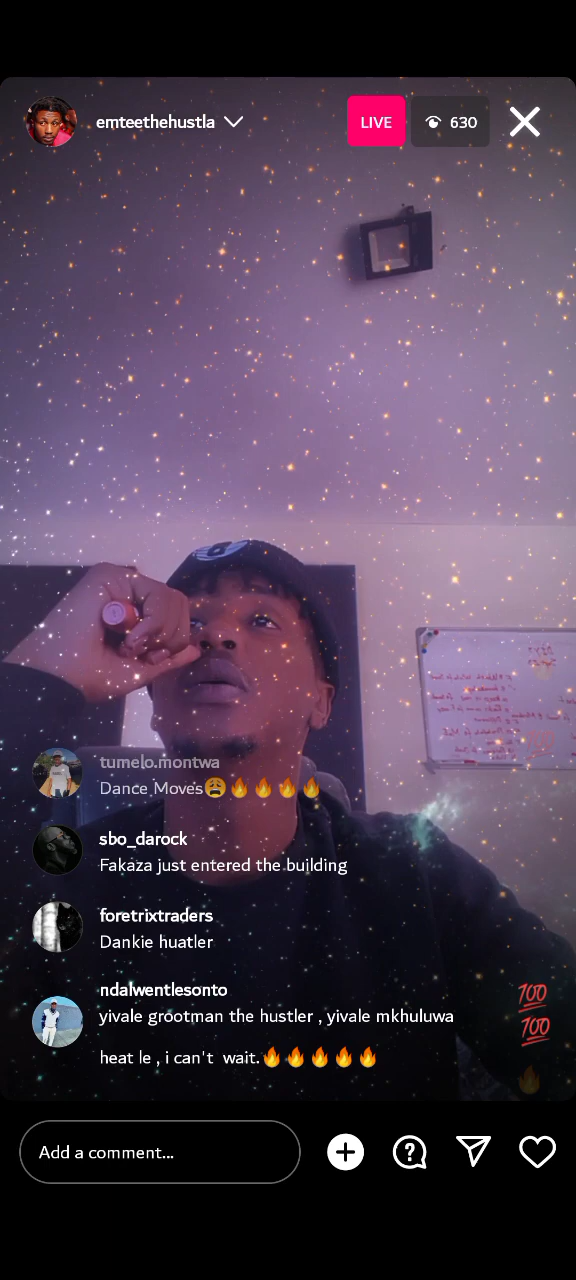 emteethehustla
LIVE
630
tumelo.montwa
Dance Moves😩🔥🔥🔥🔥
sbo_darock
Fakaza just entered the building
foretrixtraders
Dankie huatler
ndalwentlesonto
yivale grootman the hustler , yivale mkhuluwa
heat le , i can't wait.🔥🔥🔥🔥🔥
💯
💯
🔥
Add a comment...